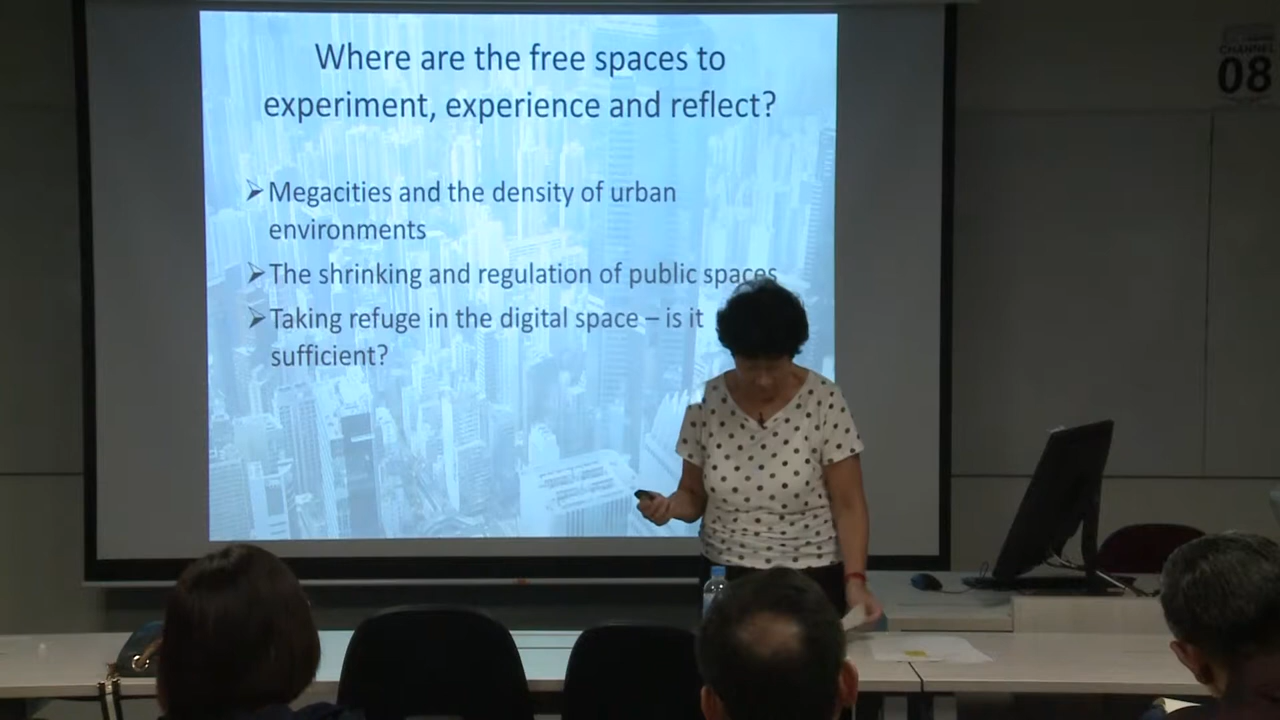 Where are the free spaces to
experiment, experience and reflect?
➢ Megacities and the density of urban
environments
➢ The shrinking and regulation of public spaces
➢ Taking refuge in the digital space – is it
sufficient?
CHANNEL
08